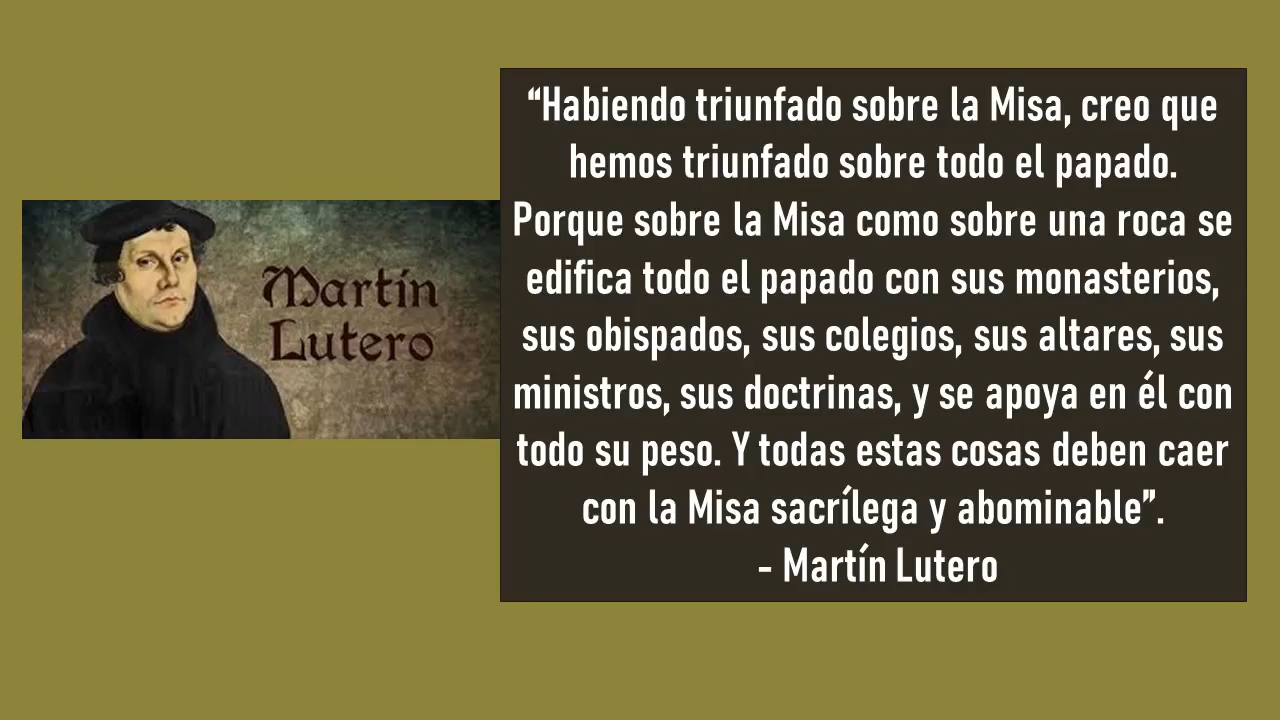 Martín
Lutero
“Habiendo triunfado sobre la Misa, creo que
hemos triunfado sobre todo el papado.
Porque sobre la Misa como sobre una roca se
edifica todo el papado con sus monasterios,
sus obispados, sus colegios, sus altares, sus
ministros, sus doctrinas, y se apoya en él con
todo su peso. Y todas estas cosas deben caer
con la Misa sacrílega y abominable”.
- Martín Lutero